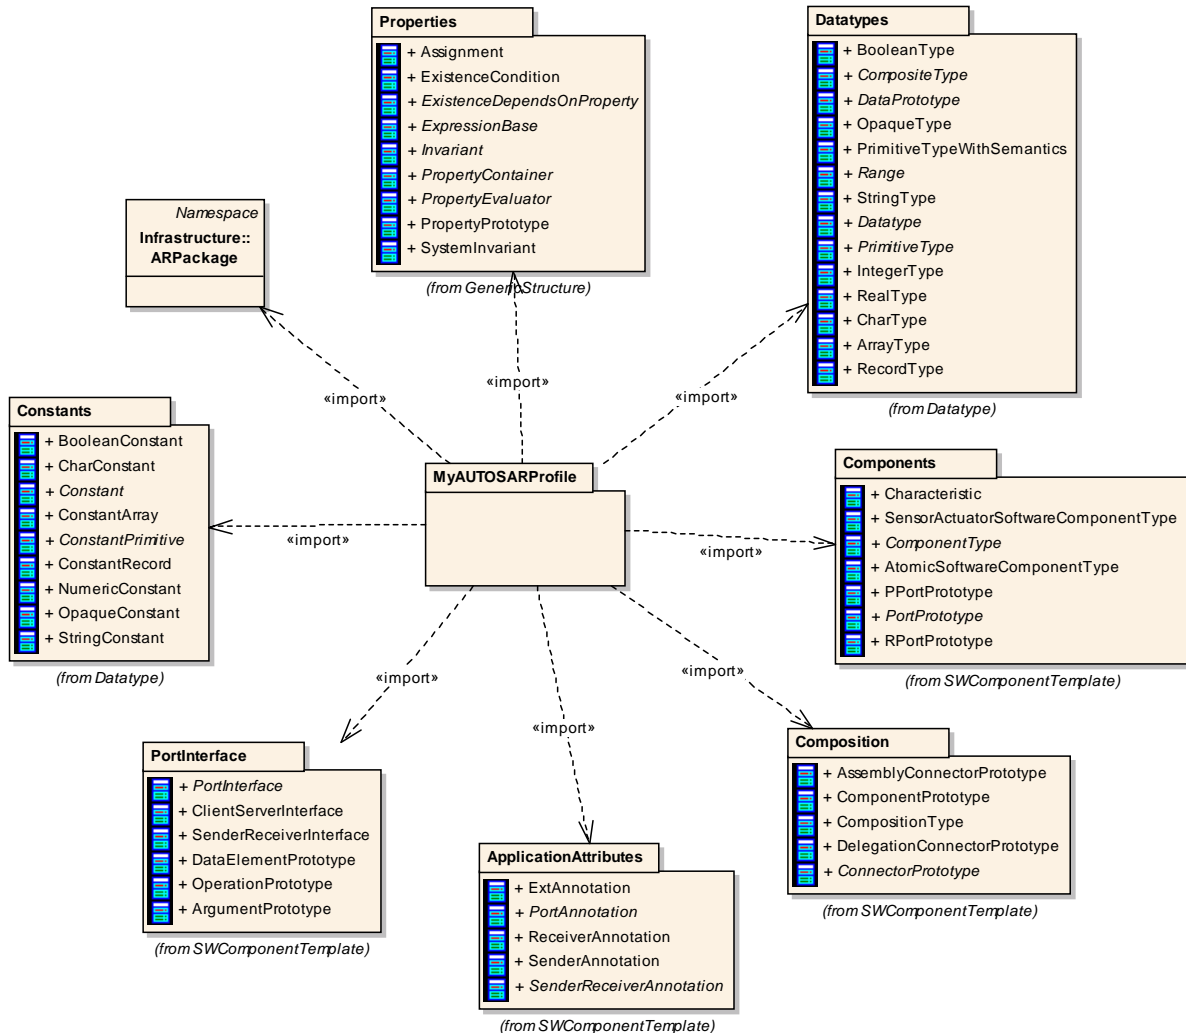 Properties
+ Assignment
+ ExistenceCondition
+ ExistenceDependsOnProperty
+ ExpressionBase
+ Invariant
+ PropertyContainer
+ PropertyEvaluator
+ PropertyPrototype
+ SystemInvariant
(from GenericStructure)
Datatypes
+ BooleanType
+ CompositeType
+ DataPrototype
+ OpaqueType
+ PrimitiveTypeWithSemantics
+ Range
+ StringType
+ Datatype
+ PrimitiveType
+ IntegerType
+ RealType
+ CharType
+ ArrayType
+ RecordType
(from Datatype)
Namespace
Infrastructure::
ARPackage
«import»
«import»
«import»
Constants
+ BooleanConstant
+ CharConstant
+ Constant
+ ConstantArray
+ ConstantPrimitive
+ ConstantRecord
+ NumericConstant
+ OpaqueConstant
+ StringConstant
(from Datatype)
«import»
MyAUTOSARProfile
«import»
Components
+ Characteristic
+ SensorActuatorSoftwareComponentType
+ ComponentType
+ AtomicSoftwareComponentType
+ PPortPrototype
+ PortPrototype
+ RPortPrototype
(from SWComponentTemplate)
«import»
«import»
«import»
PortInterface
+ PortInterface
+ ClientServerInterface
+ SenderReceiverInterface
+ DataElementPrototype
+ OperationPrototype
+ ArgumentPrototype
(from SWComponentTemplate)
ApplicationAttributes
+ ExtAnnotation
+ PortAnnotation
+ ReceiverAnnotation
+ SenderAnnotation
+ SenderReceiverAnnotation
(from SWComponentTemplate)
Composition
+ AssemblyConnectorPrototype
+ ComponentPrototype
+ CompositionType
+ DelegationConnectorPrototype
+ ConnectorPrototype
(from SWComponentTemplate)